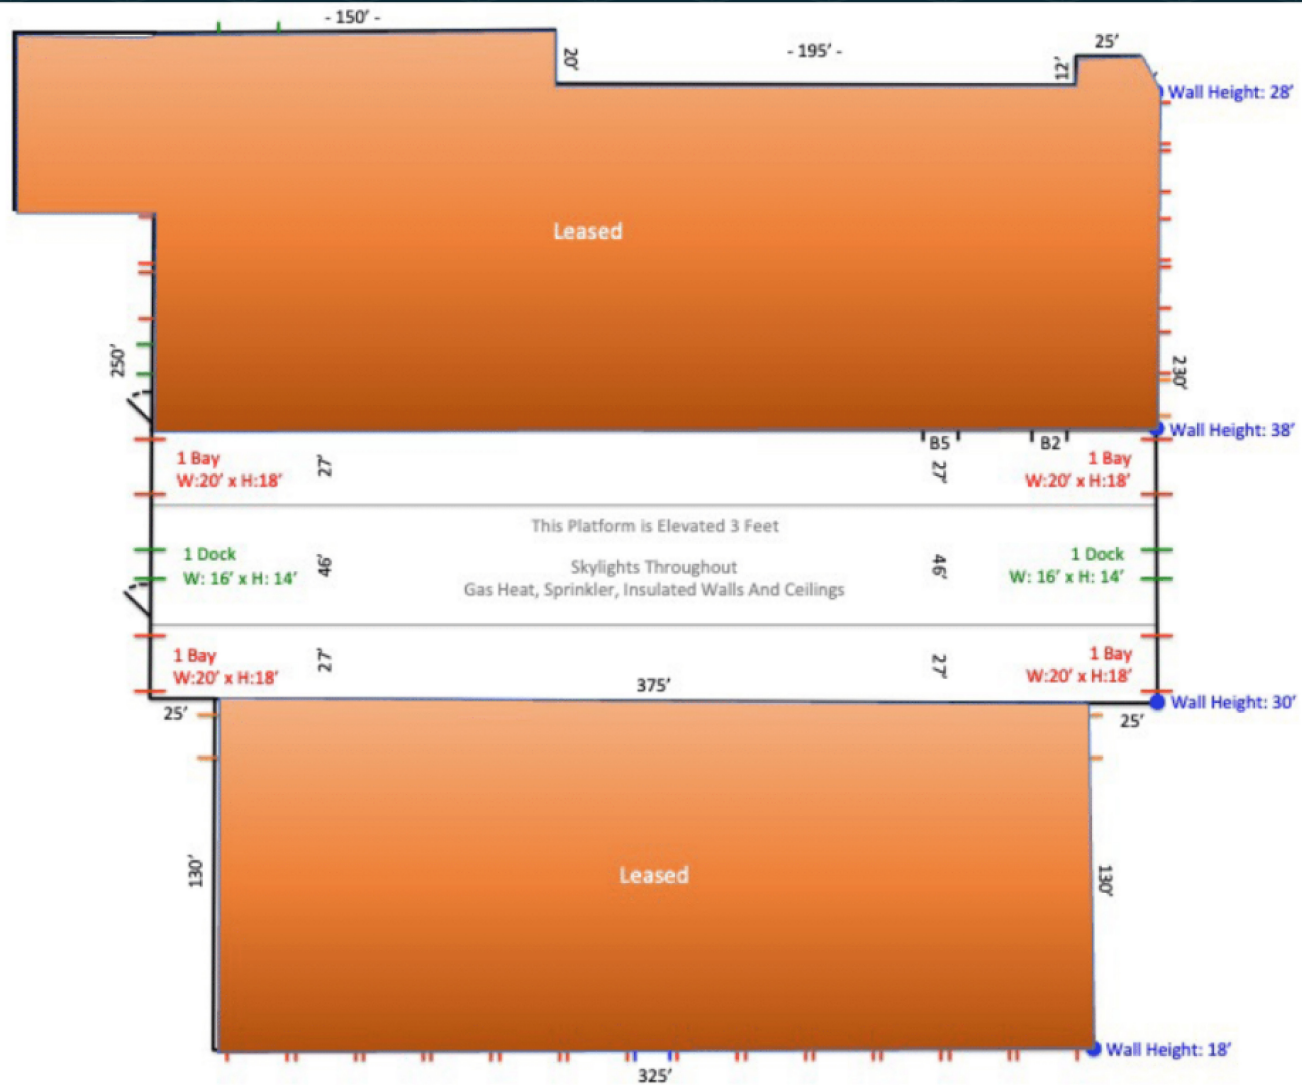 - 150’ -
25’
20’
- 195’ -
12’
Wall Height: 28’
Leased
250’
230’
Wall Height: 38’
B5
B2
1 Bay
W:20’ x H:18’
27’
27’
1 Bay
W:20’ x H:18’
This Platform is Elevated 3 Feet
1 Dock
W: 16’ x H: 14’
46’
Skylights Throughout
Gas Heat, Sprinkler, Insulated Walls And Ceilings
46’
1 Dock
W: 16’ x H: 14’
1 Bay
W:20’ x H:18’
27’
27’
1 Bay
W:20’ x H:18’
375’
25’
25’
Wall Height: 30’
130’
Leased
130’
Wall Height: 18’
325’